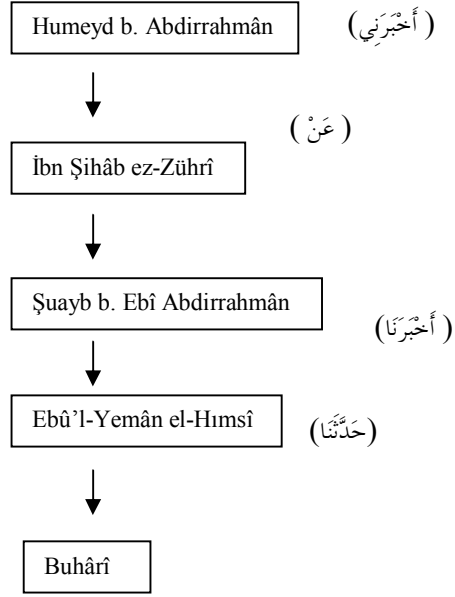 Humeyd b. Abdirrahmân (أَخْبَرَنِي )
(عَنْ )
İbn Şihâb ez-Zührî
Şuayb b. Ebî Abdirrahmân
(أَخْبَرَنَا )
Ebû’l-Yemân el-Hımsî (حَدَّثَنَا)
Buhârî